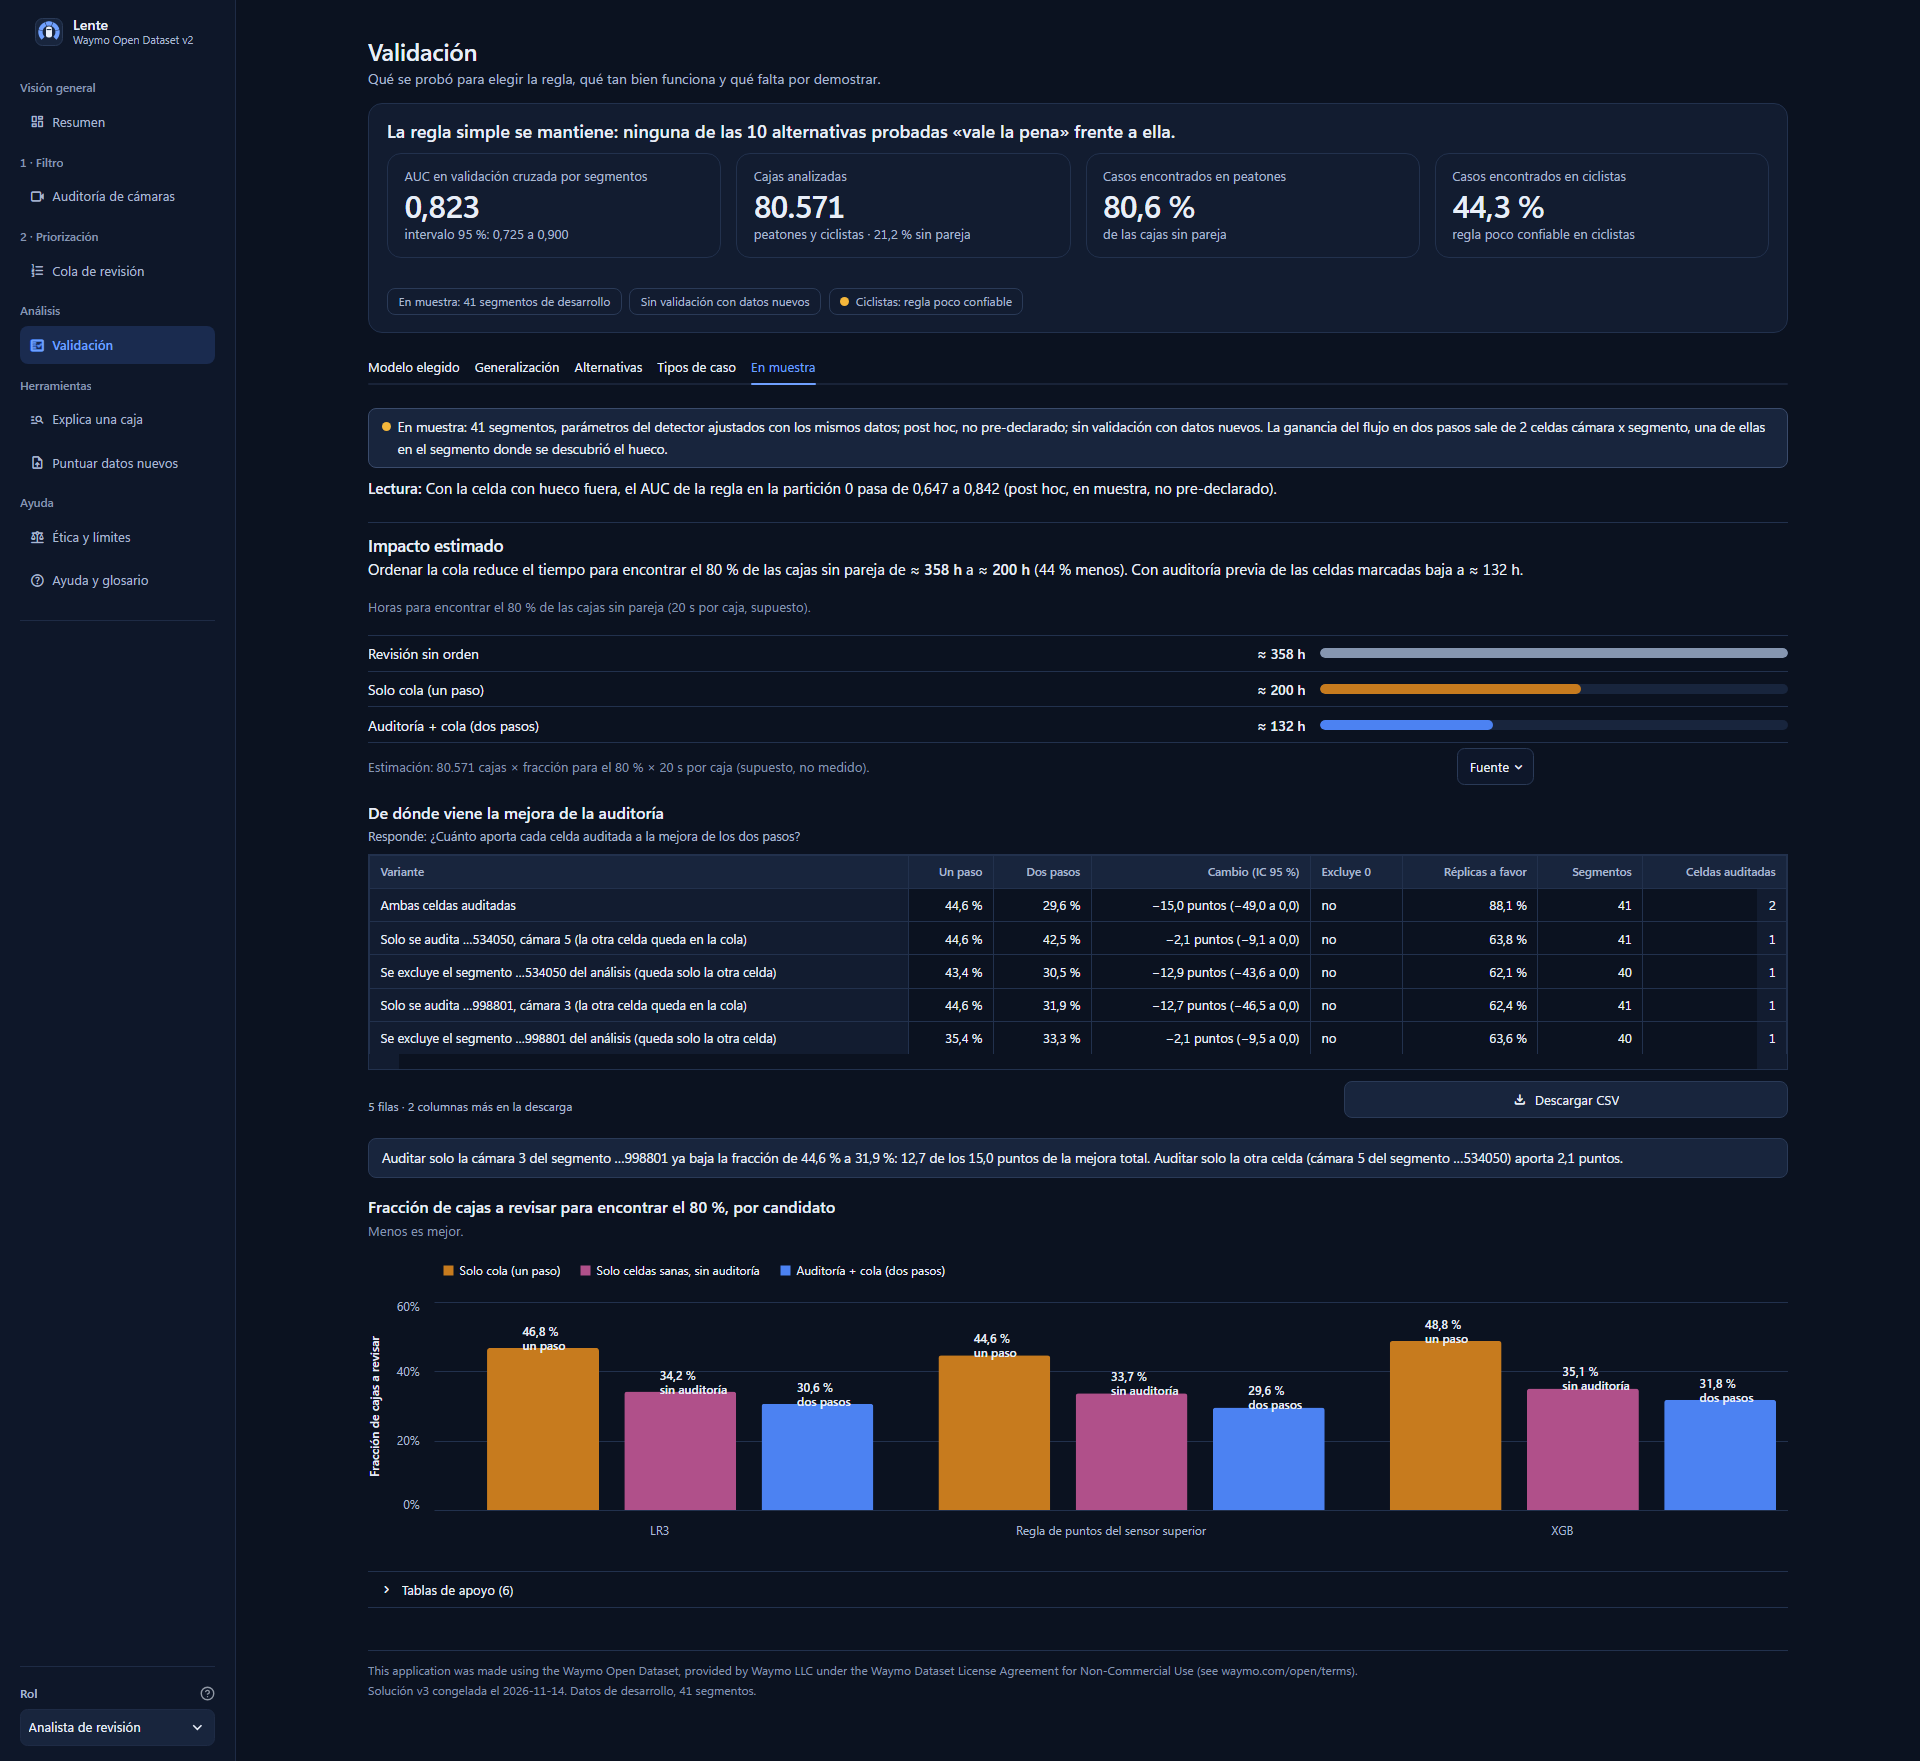 Lente
Waymo Open Dataset v2
Visión general
Resumen
1 · Filtro
Auditoría de cámaras
2 · Priorización
Cola de revisión
Análisis
Validación
Herramientas
Explica una caja
Puntuar datos nuevos
Ayuda
Ética y límites
Ayuda y glosario
Rol
Analista de revisión
Validación
Qué se probó para elegir la regla, qué tan bien funciona y qué falta por demostrar.
La regla simple se mantiene: ninguna de las 10 alternativas probadas «vale la pena» frente a ella.
AUC en validación cruzada por segmentos
0,823
intervalo 95 %: 0,725 a 0,900
Cajas analizadas
80.571
peatones y ciclistas · 21,2 % sin pareja
Casos encontrados en peatones
80,6 %
de las cajas sin pareja
Casos encontrados en ciclistas
44,3 %
regla poco confiable en ciclistas
En muestra: 41 segmentos de desarrollo
Sin validación con datos nuevos
Ciclistas: regla poco confiable
Modelo elegido
Generalización
Alternativas
Tipos de caso
En muestra
En muestra: 41 segmentos, parámetros del detector ajustados con los mismos datos; post hoc, no pre-declarado; sin validación con datos nuevos. La ganancia del flujo en dos pasos sale de 2 celdas cámara x segmento, una de ellas
en el segmento donde se descubrió el hueco.
Lectura: Con la celda con hueco fuera, el AUC de la regla en la partición 0 pasa de 0,647 a 0,842 (post hoc, en muestra, no pre-declarado).
Impacto estimado
Ordenar la cola reduce el tiempo para encontrar el 80 % de las cajas sin pareja de ≈ 358 h a ≈ 200 h (44 % menos). Con auditoría previa de las celdas marcadas baja a ≈ 132 h.
Horas para encontrar el 80 % de las cajas sin pareja (20 s por caja, supuesto).
Revisión sin orden ≈ 358 h
Solo cola (un paso) ≈ 200 h
Auditoría + cola (dos pasos) ≈ 132 h
Estimación: 80.571 cajas × fracción para el 80 % × 20 s por caja (supuesto, no medido).
Fuente
De dónde viene la mejora de la auditoría
Responde: ¿Cuánto aporta cada celda auditada a la mejora de los dos pasos?
Variante Un paso Dos pasos Cambio (IC 95 %) Excluye 0 Réplicas a favor Segmentos Celdas auditadas
Ambas celdas auditadas 44,6 % 29,6 % −15,0 puntos (−49,0 a 0,0) no 88,1 % 41 2
Solo se audita …534050, cámara 5 (la otra celda queda en la cola) 44,6 % 42,5 % −2,1 puntos (−9,1 a 0,0) no 63,8 % 41 1
Se excluye el segmento …534050 del análisis (queda solo la otra celda) 43,4 % 30,5 % −12,9 puntos (−43,6 a 0,0) no 62,1 % 40 1
Solo se audita …998801, cámara 3 (la otra celda queda en la cola) 44,6 % 31,9 % −12,7 puntos (−46,5 a 0,0) no 62,4 % 41 1
Se excluye el segmento …998801 del análisis (queda solo la otra celda) 35,4 % 33,3 % −2,1 puntos (−9,5 a 0,0) no 63,6 % 40 1
5 filas · 2 columnas más en la descarga
Descargar CSV
Auditar solo la cámara 3 del segmento …998801 ya baja la fracción de 44,6 % a 31,9 %: 12,7 de los 15,0 puntos de la mejora total. Auditar solo la otra celda (cámara 5 del segmento …534050) aporta 2,1 puntos.
Fracción de cajas a revisar para encontrar el 80 %, por candidato
Menos es mejor.
Solo cola (un paso)
Solo celdas sanas, sin auditoría
Auditoría + cola (dos pasos)
Fracción de cajas a revisar
60%
40%
20%
0%
46,8 %
un paso
34,2 %
sin auditoría
30,6 %
dos pasos
44,6 %
un paso
33,7 %
sin auditoría
29,6 %
dos pasos
48,8 %
un paso
35,1 %
sin auditoría
31,8 %
dos pasos
LR3
Regla de puntos del sensor superior
XGB
Tablas de apoyo (6)
This application was made using the Waymo Open Dataset, provided by Waymo LLC under the Waymo Dataset License Agreement for Non-Commercial Use (see waymo.com/open/terms).
Solución v3 congelada el 2026-11-14. Datos de desarrollo, 41 segmentos.